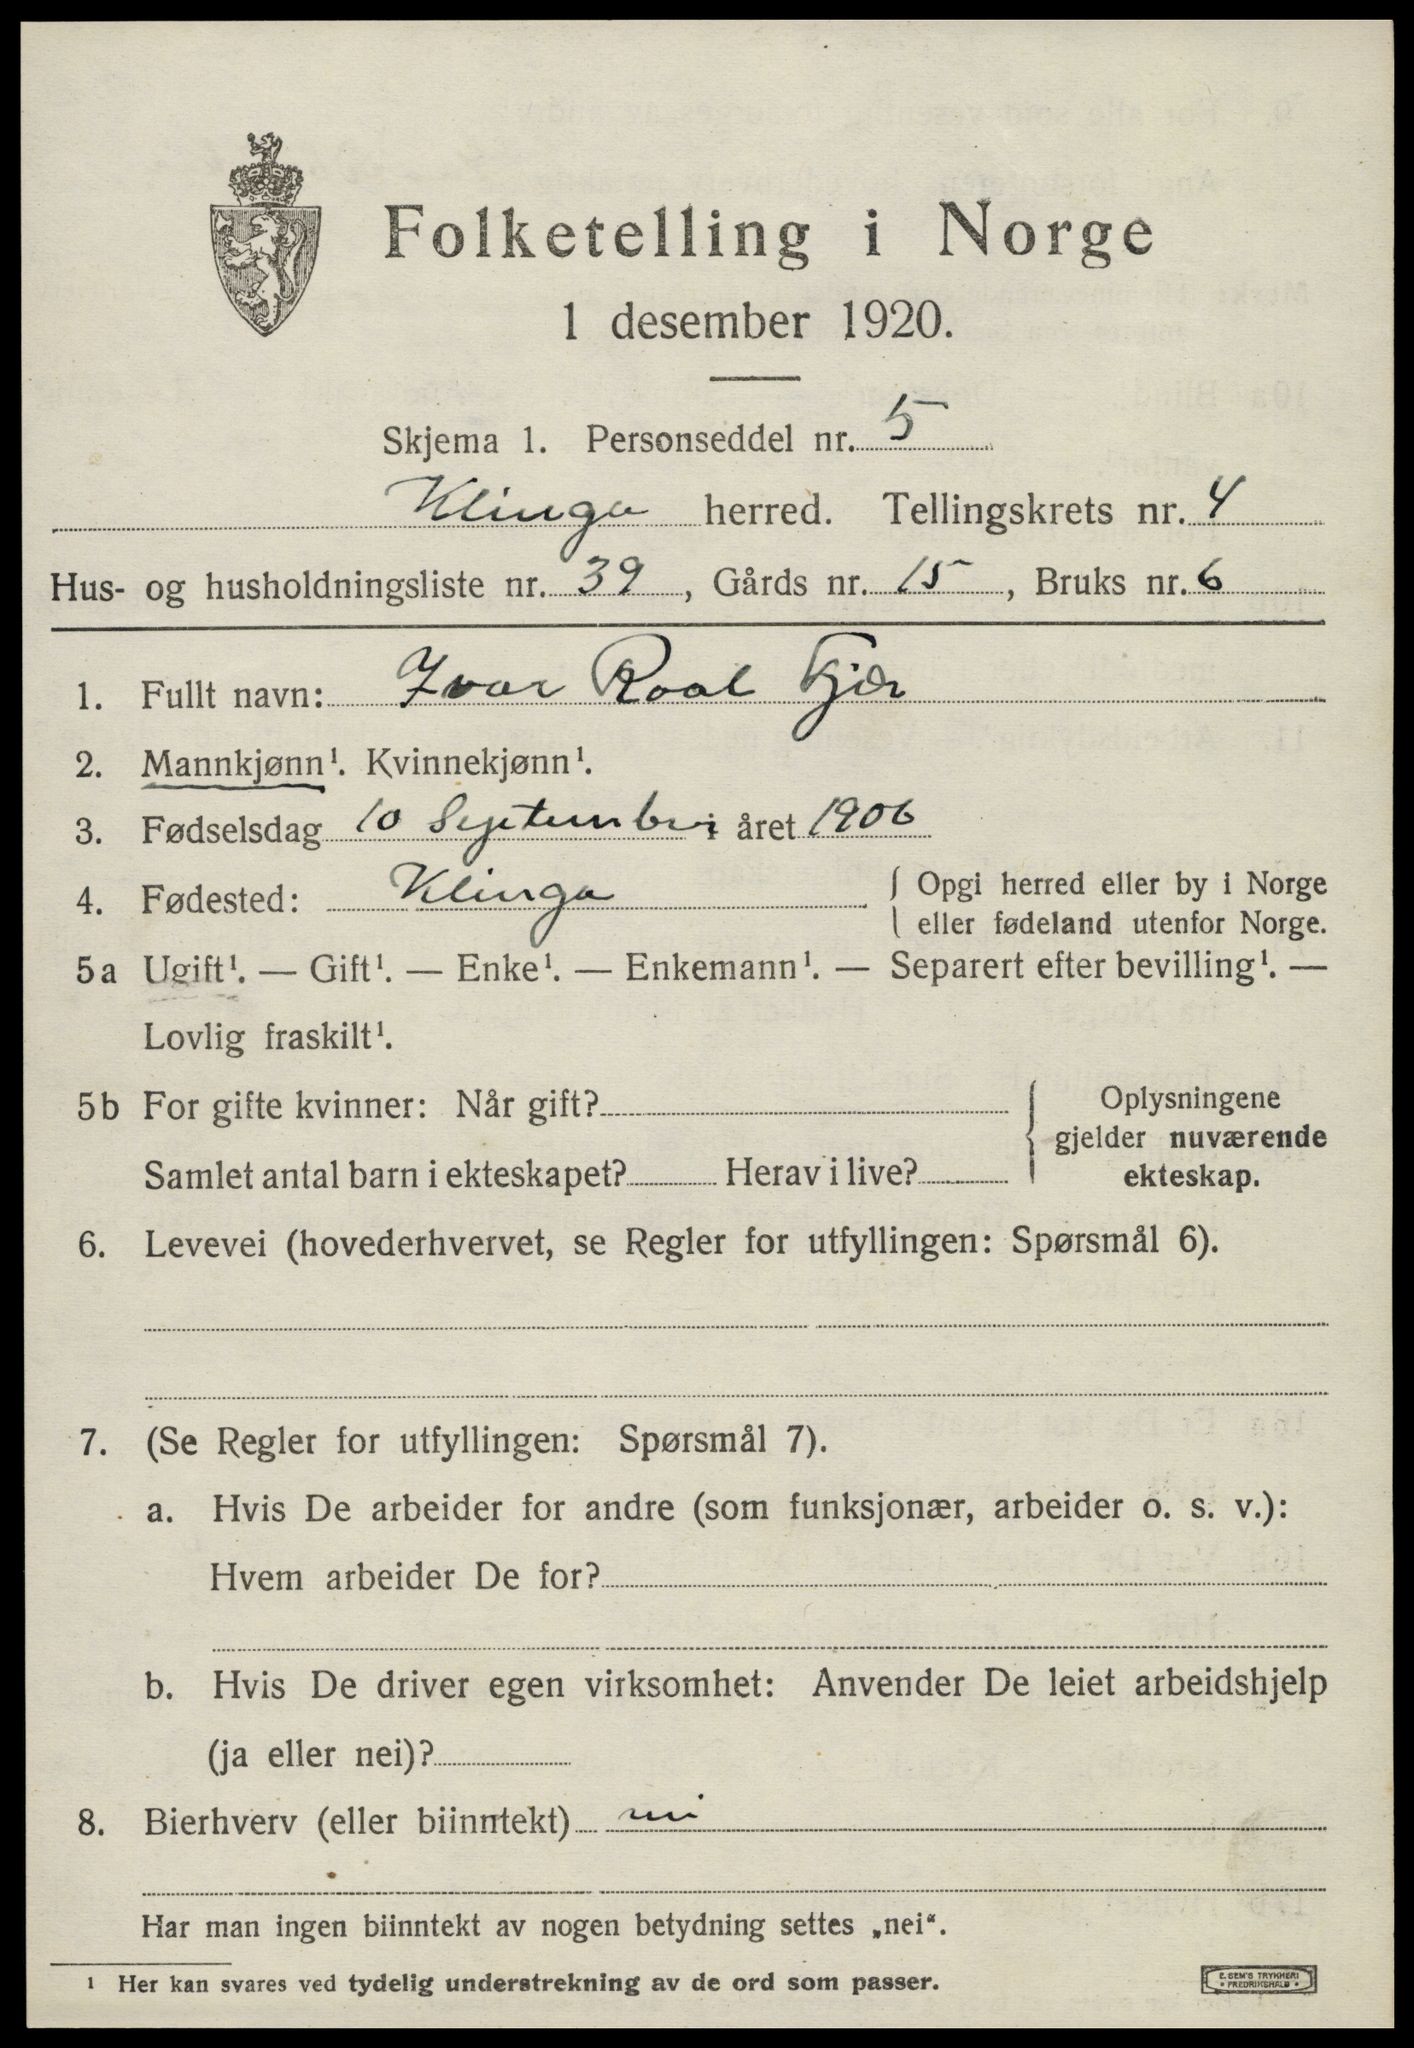 Folketelling i Norge
1 desember 1920.
Skjema 1. Personseddel nr. 5
Klinga herred. Tellingskrets nr. 4
Hus- og husholdningsliste nr. 39, Gårds nr. 15, Bruks nr. 6
1. Fullt navn: Ivar Roal Fjær
2. Mannkjønn¹. Kvinnekjønn¹.
3. Fødselsdag 10 September i året 1906
4. Fødested: Klinga { Opgi herred eller by i Norge
eller fødeland utenfor Norge.
5a Ugift¹. — Gift¹. — Enke¹. — Enkemann¹. — Separert efter bevilling¹. —
Lovlig fraskilt¹.
5b For gifte kvinner: Når gift? { Oplysningene
gjelder nuværende
Samlet antal barn i ekteskapet? Herav i live? ekteskap.
6. Levevei (hovederhvervet, se Regler for utfyllingen: Spørsmål 6).
7. (Se Regler for utfyllingen: Spørsmål 7).
a. Hvis De arbeider for andre (som funksjonær, arbeider o. s. v.):
Hvem arbeider De for?
b. Hvis De driver egen virksomhet: Anvender De leiet arbeidshjelp
(ja eller nei)?
8. Bierhverv (eller biinntekt) nei
Har man ingen biinntekt av nogen betydning settes „nei“.
¹ Her kan svares ved tydelig understrekning av de ord som passer.
E. SEM'S TRYKKERI
• FREDRIKSHALD •